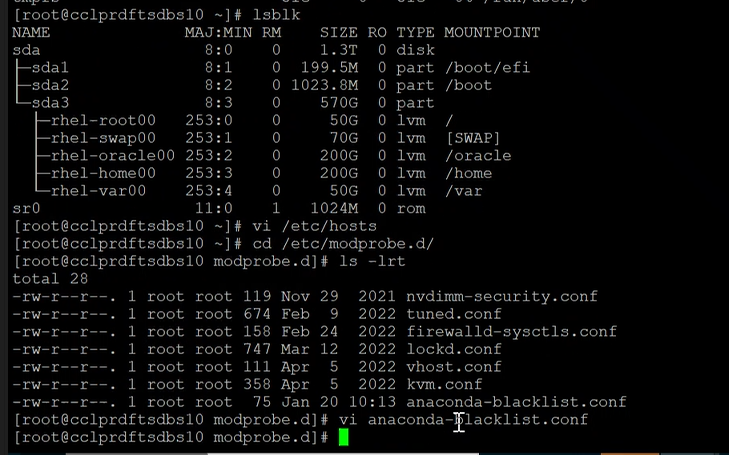 [root@cclprdftsdbs10 ~]# lsblk
NAME MAJ:MIN RM SIZE RO TYPE MOUNTPOINT
sda 8:0 0 1.3T 0 disk
├─sda1 8:1 0 199.5M 0 part /boot/efi
├─sda2 8:2 0 1023.8M 0 part /boot
└─sda3 8:3 0 570G 0 part
├─rhel-root00 253:0 0 50G 0 lvm /
├─rhel-swap00 253:1 0 70G 0 lvm [SWAP]
├─rhel-oracle00 253:2 0 200G 0 lvm /oracle
├─rhel-home00 253:3 0 200G 0 lvm /home
└─rhel-var00 253:4 0 50G 0 lvm /var
sr0 11:0 1 1024M 0 rom
[root@cclprdftsdbs10 ~]# vi /etc/hosts
[root@cclprdftsdbs10 ~]# cd /etc/modprobe.d/
[root@cclprdftsdbs10 modprobe.d]# ls -lrt
total 28
-rw-r--r--. 1 root root 119 Nov 29 2021 nvdimm-security.conf
-rw-r--r--. 1 root root 674 Feb 9 2022 tuned.conf
-rw-r--r--. 1 root root 158 Feb 24 2022 firewalld-sysctls.conf
-rw-r--r--. 1 root root 747 Mar 12 2022 lockd.conf
-rw-r--r--. 1 root root 111 Apr 5 2022 vhost.conf
-rw-r--r--. 1 root root 358 Apr 5 2022 kvm.conf
-rw-r--r--. 1 root root 75 Jan 20 10:13 anaconda-blacklist.conf
[root@cclprdftsdbs10 modprobe.d]# vi anaconda-blacklist.conf
[root@cclprdftsdbs10 modprobe.d]#